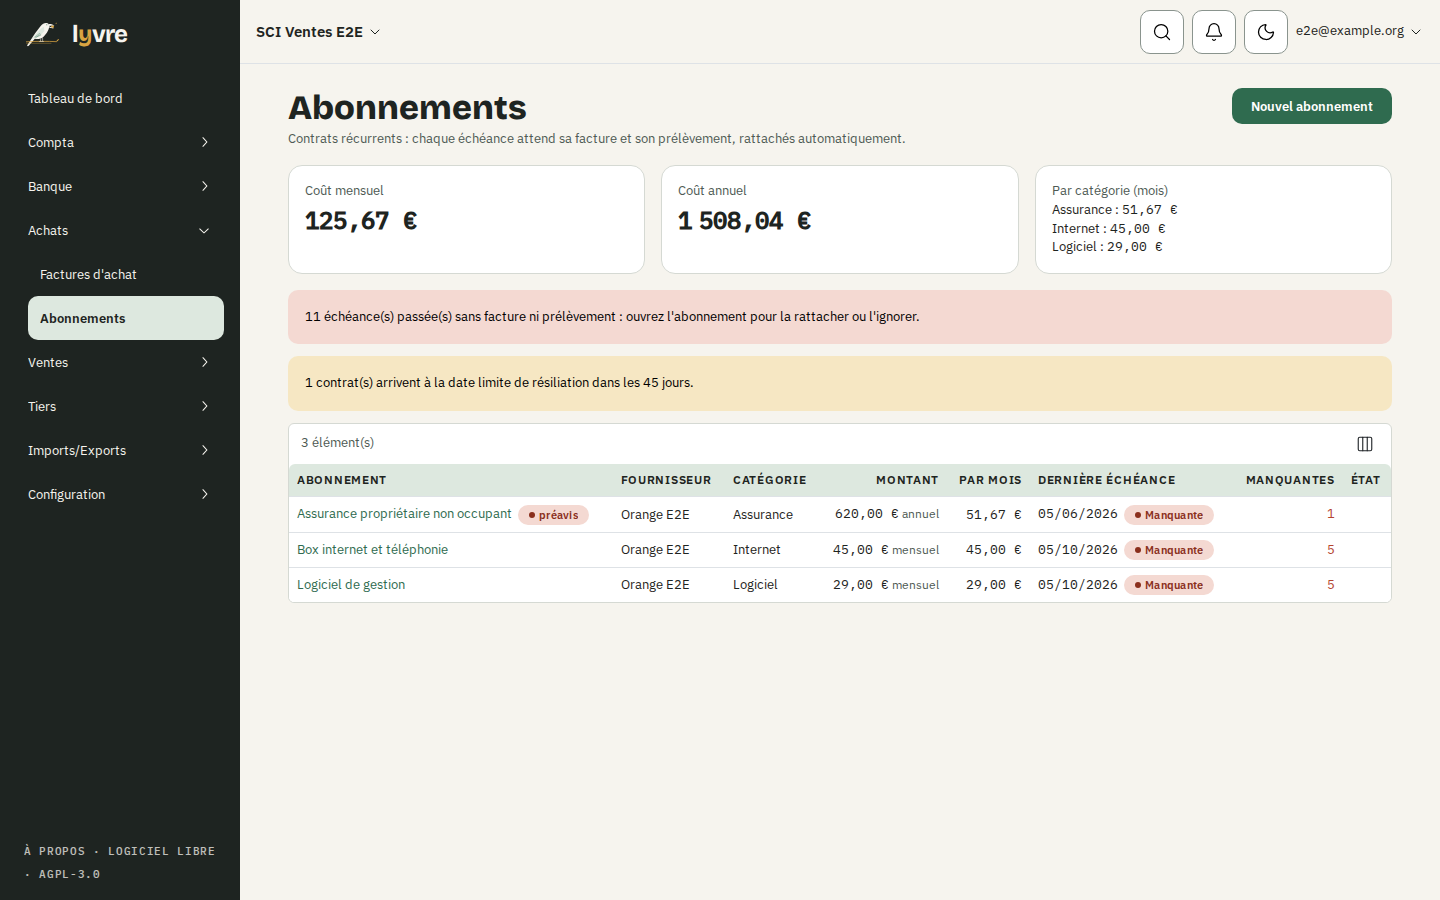 lyvre
SCI Ventes E2E
e2e@example.org
Tableau de bord
Compta
Banque
Achats
Factures d'achat
Abonnements
Ventes
Tiers
Imports/Exports
Configuration
À PROPOS · LOGICIEL LIBRE
· AGPL-3.0
Abonnements
Nouvel abonnement
Contrats récurrents : chaque échéance attend sa facture et son prélèvement, rattachés automatiquement.
Coût mensuel
125,67 €
Coût annuel
1 508,04 €
Par catégorie (mois)
Assurance : 51,67 €
Internet : 45,00 €
Logiciel : 29,00 €
11 échéance(s) passée(s) sans facture ni prélèvement : ouvrez l'abonnement pour la rattacher ou l'ignorer.
1 contrat(s) arrivent à la date limite de résiliation dans les 45 jours.
3 élément(s)
ABONNEMENT FOURNISSEUR CATÉGORIE MONTANT PAR MOIS DERNIÈRE ÉCHÉANCE MANQUANTES ÉTAT
Assurance propriétaire non occupant préavis Orange E2E Assurance 620,00 € annuel 51,67 € 05/06/2026 Manquante 1
Box internet et téléphonie Orange E2E Internet 45,00 € mensuel 45,00 € 05/10/2026 Manquante 5
Logiciel de gestion Orange E2E Logiciel 29,00 € mensuel 29,00 € 05/10/2026 Manquante 5